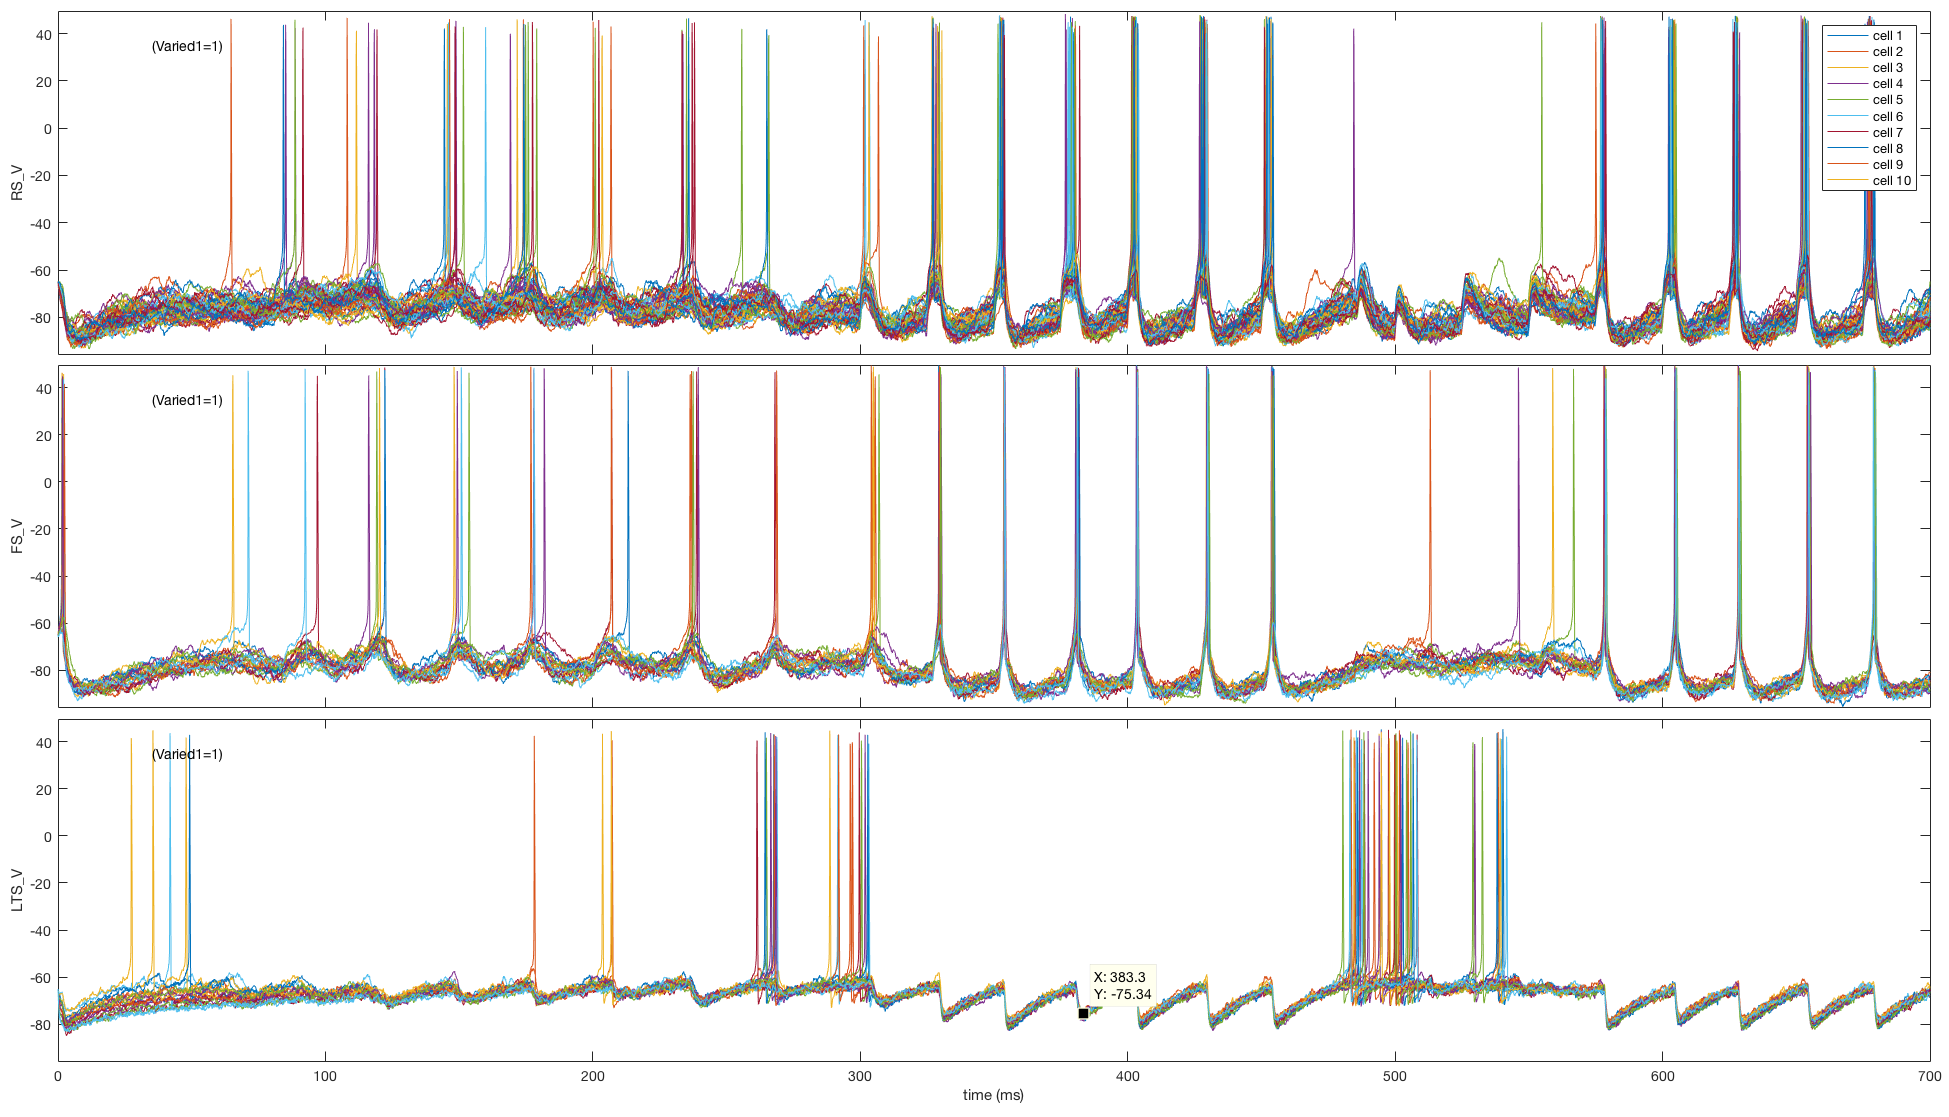 40
20
0
-20
-40
-60
-80
RS_V
(Varied1=1)
cell 1
cell 2
cell 3
cell 4
cell 5
cell 6
cell 7
cell 8
cell 9
cell 10
40
20
0
-20
-40
-60
-80
FS_V
(Varied1=1)
40
20
0
-20
-40
-60
-80
LTS_V
(Varied1=1)
X: 383.3
Y: -75.34
0 100 200 300 400 500 600 700
time (ms)